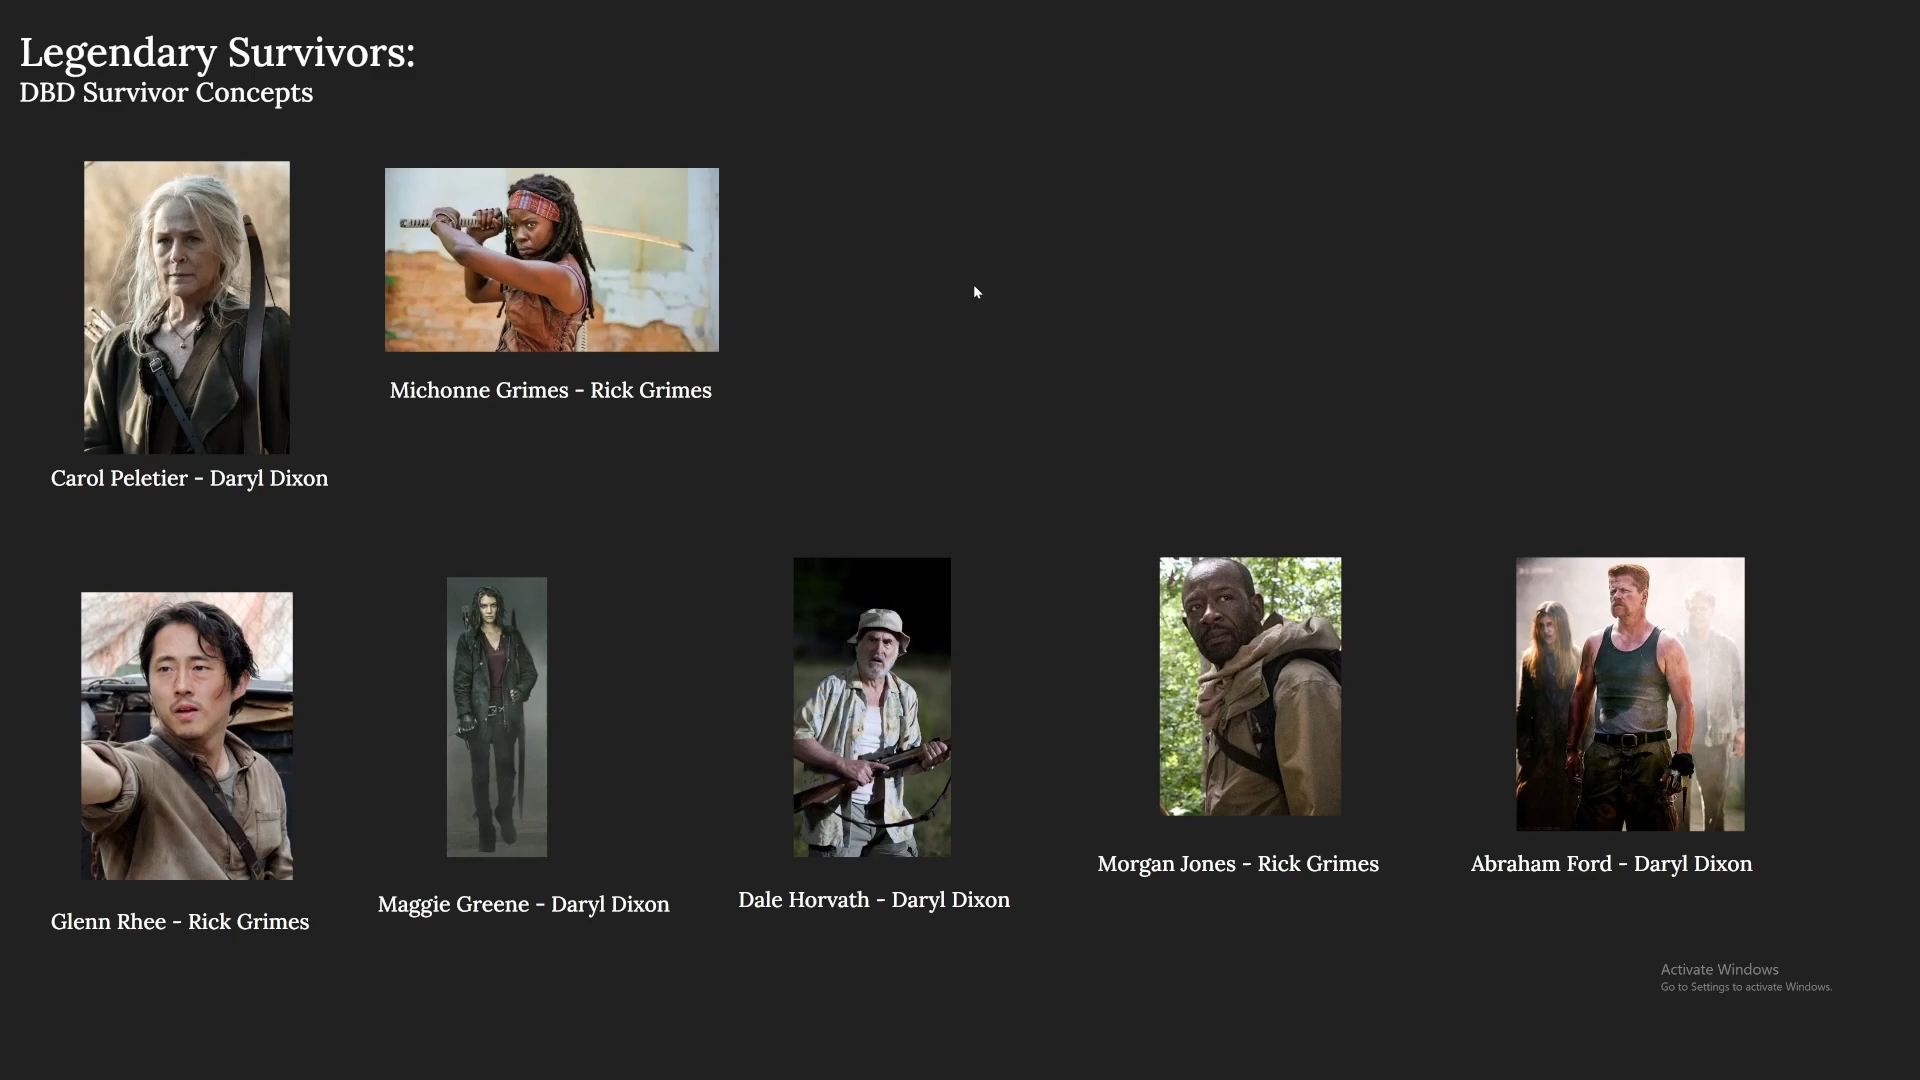 Legendary Survivors:
DBD Survivor Concepts
Michonne Grimes - Rick Grimes
Carol Peletier - Daryl Dixon
Morgan Jones - Rick Grimes
Abraham Ford - Daryl Dixon
Dale Horvath - Daryl Dixon
Maggie Greene - Daryl Dixon
Glenn Rhee - Rick Grimes
Activate Windows
Go to Settings to activate Windows.